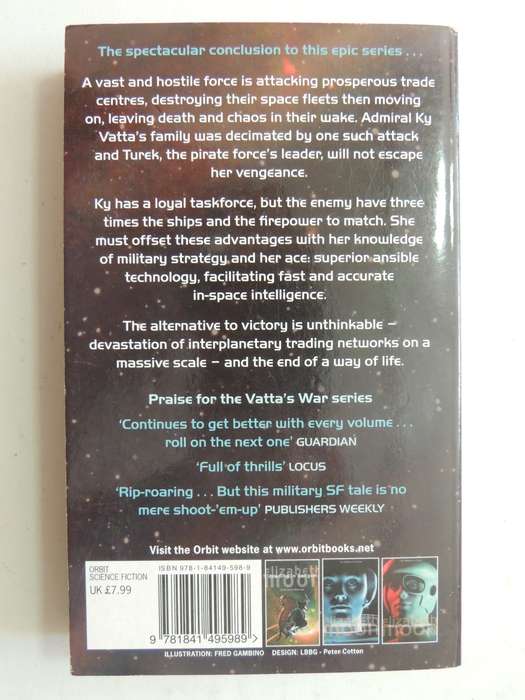 The spectacular conclusion to this epic series . . .
A vast and hostile force is attacking prosperous trade
centres, destroying their space fleets then moving
on, leaving death and chaos in their wake. Admiral Ky
Vatta's family was decimated by one such attack
and Turek, the pirate force's leader, will not escape
her vengeance.
Ky has a loyal taskforce, but the enemy have three
times the ships and the firepower to match. She
must offset these advantages with her knowledge
of military strategy and her ace: superior ansible
technology, facilitating fast and accurate
in-space intelligence.
The alternative to victory is unthinkable –
devastation of interplanetary trading networks on a
massive scale – and the end of a way of life.
Praise for the Vatta's War series
'Continues to get better with every volume . . .
roll on the next one' GUARDIAN
'Full of thrills' LOCUS
'Rip-roaring . . . But this military SF tale is no
mere shoot-'em-up' PUBLISHERS WEEKLY
Visit the Orbit website at www.orbitbooks.net
ORBIT
SCIENCE FICTION
UK £7.99
ISBN 978-1-84149-598-9
9 781841 495989 >
elizabeth
moon
ILLUSTRATION: FRED GAMBINO DESIGN: LBBG - Peter Cotton